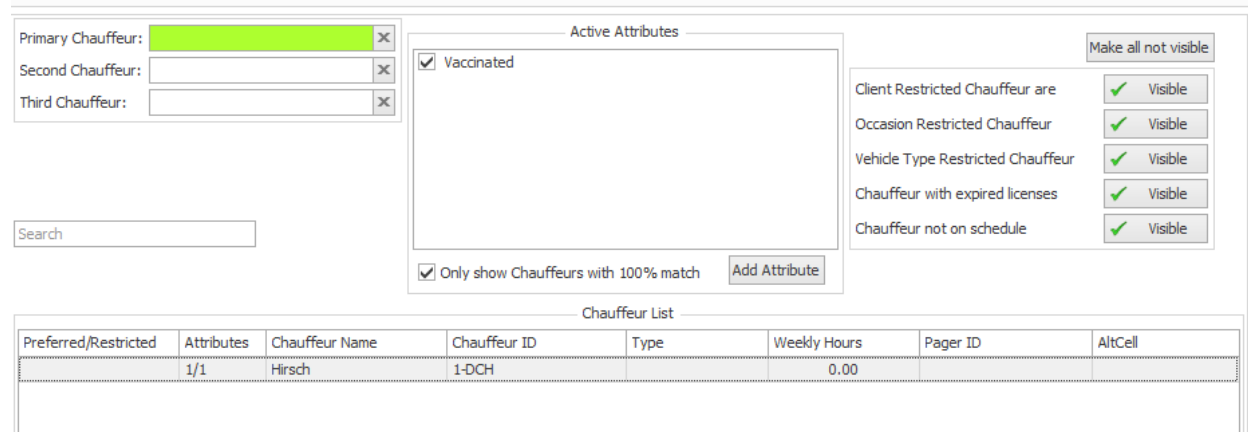 Primary Chauffeur:
Second Chauffeur:
Third Chauffeur:
Search
Active Attributes
Vaccinated
Only show Chauffeurs with 100% match
Add Attribute
Make all not visible
Client Restricted Chauffeur are Visible
Occasion Restricted Chauffeur Visible
Vehicle Type Restricted Chauffeur Visible
Chauffeur with expired licenses Visible
Chauffeur not on schedule Visible
Chauffeur List
Preferred/Restricted Attributes Chauffeur Name Chauffeur ID Type Weekly Hours Pager ID AltCell
1/1 Hirsch 1-DCH 0.00